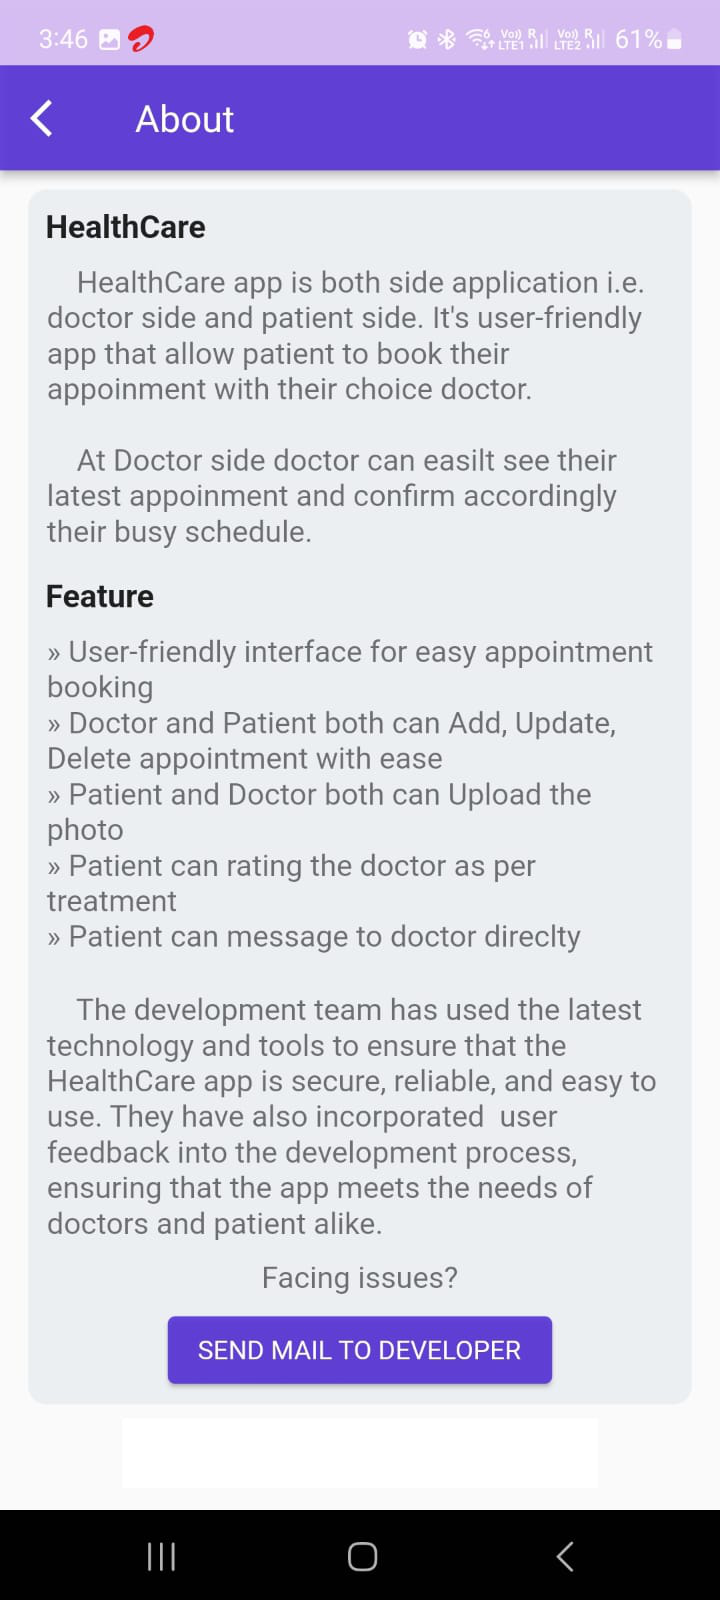 3:46 Vo)) LTE1 R Vo)) LTE2 R 61%
About
HealthCare
HealthCare app is both side application i.e.
doctor side and patient side. It's user-friendly
app that allow patient to book their
appoinment with their choice doctor.
At Doctor side doctor can easilt see their
latest appoinment and confirm accordingly
their busy schedule.
Feature
» User-friendly interface for easy appointment
booking
» Doctor and Patient both can Add, Update,
Delete appointment with ease
» Patient and Doctor both can Upload the
photo
» Patient can rating the doctor as per
treatment
» Patient can message to doctor direclty
The development team has used the latest
technology and tools to ensure that the
HealthCare app is secure, reliable, and easy to
use. They have also incorporated  user
feedback into the development process,
ensuring that the app meets the needs of
doctors and patient alike.
Facing issues?
SEND MAIL TO DEVELOPER